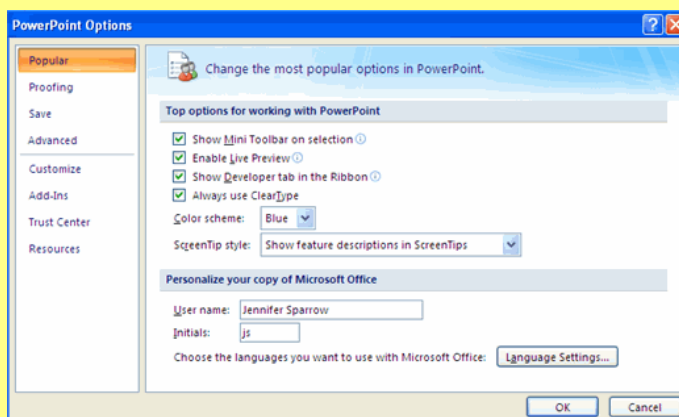 PowerPoint Options
Popular
Proofing
Save
Advanced
Customize
Add-Ins
Trust Center
Resources
Change the most popular options in PowerPoint.
Top options for working with PowerPoint
Show Mini Toolbar on selection
Enable Live Preview
Show Developer tab in the Ribbon
Always use ClearType
Color scheme: Blue
ScreenTip style: Show feature descriptions in ScreenTips
Personalize your copy of Microsoft Office
User name: Jennifer Sparrow
Initials: js
Choose the languages you want to use with Microsoft Office: Language Settings...
OK Cancel